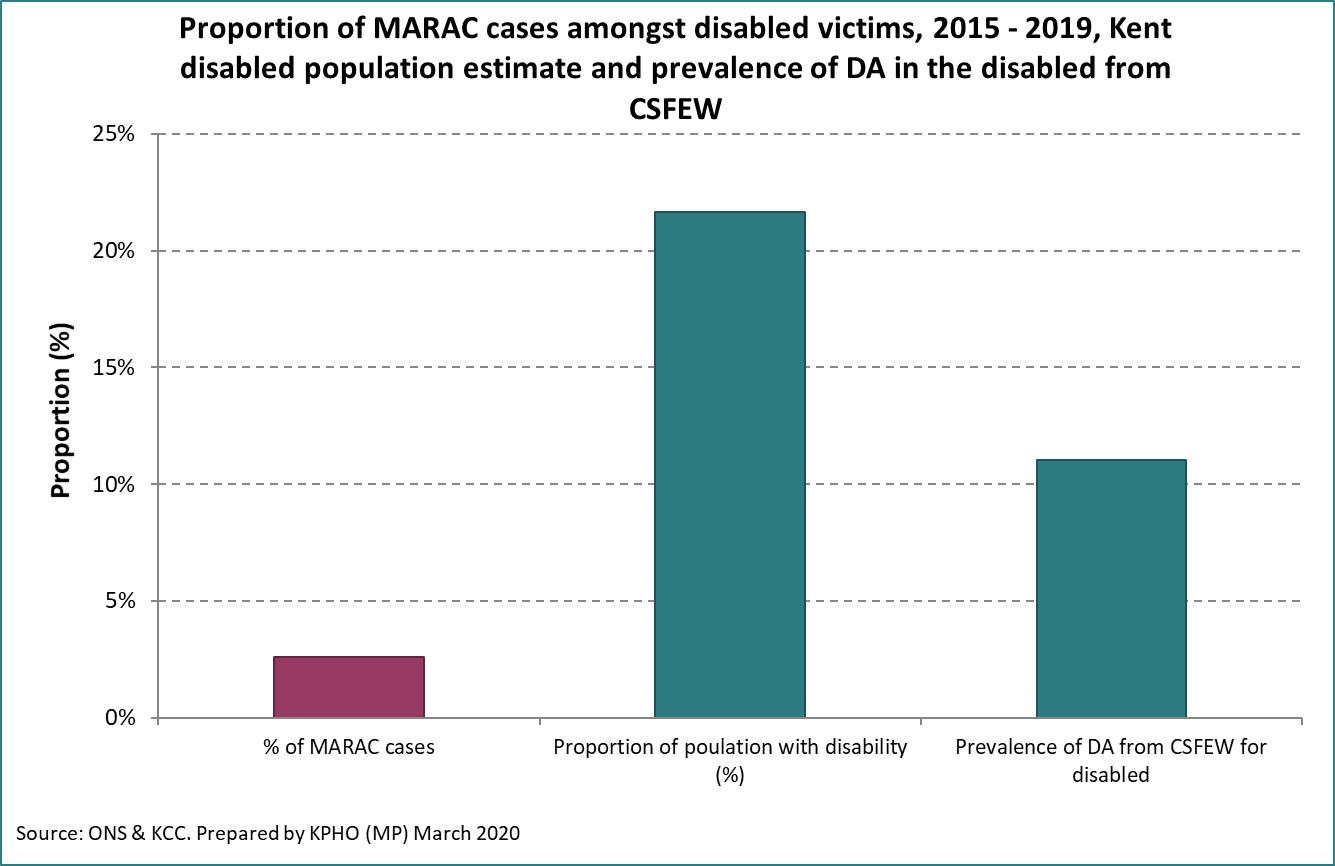 Proportion of MARAC cases amongst disabled victims, 2015 - 2019, Kent
disabled population estimate and prevalence of DA in the disabled from
CSFEW
25%
20%
15%
10%
5%
0%
Proportion (%)
% of MARAC cases
Proportion of poulation with disability
(%)
Prevalence of DA from CSFEW for
disabled
Source: ONS & KCC. Prepared by KPHO (MP) March 2020